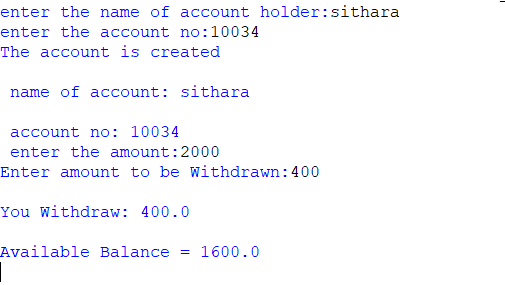 enter the name of account holder:sithara
enter the account no:10034
The account is created
name of account: sithara
account no: 10034
enter the amount:2000
Enter amount to be Withdrawn:400
You Withdraw: 400.0
Available Balance = 1600.0